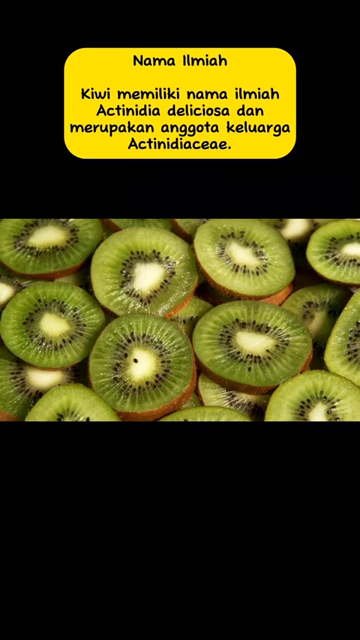 Nama Ilmiah
Kiwi memiliki nama ilmiah
Actinidia deliciosa dan
merupakan anggota keluarga
Actinidiaceae.